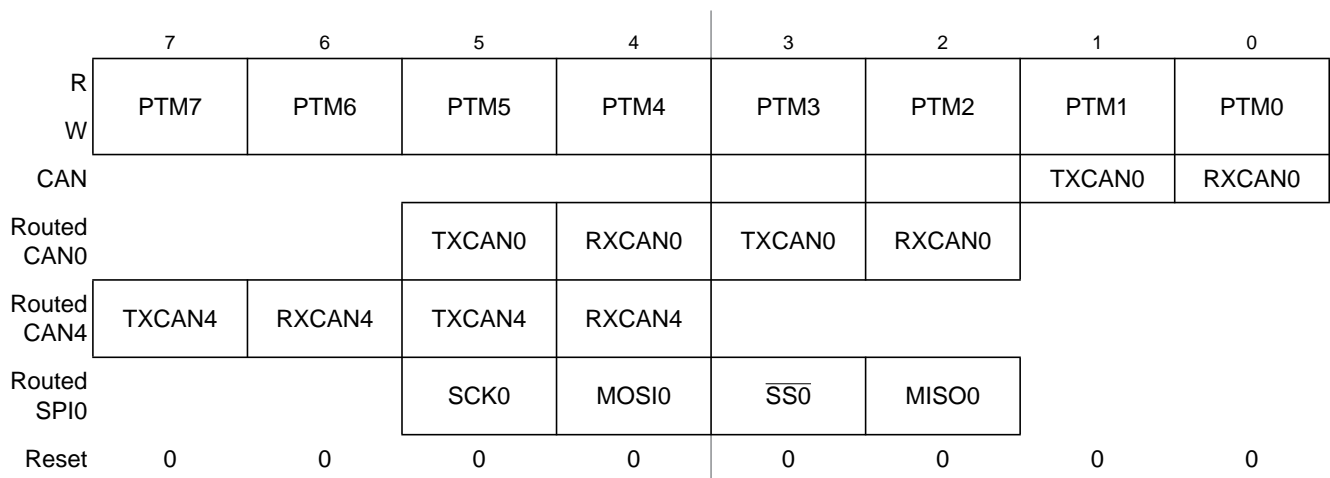 7 6 5 4 3 2 1 0
R
W
PTM7 PTM6 PTM5 PTM4 PTM3 PTM2 PTM1 PTM0
CAN TXCAN0 RXCAN0
Routed
CAN0
TXCAN0 RXCAN0 TXCAN0 RXCAN0
Routed
CAN4
TXCAN4 RXCAN4 TXCAN4 RXCAN4
Routed
SPI0
SCK0 MOSI0 S̅S̅0̅ MISO0
Reset 0 0 0 0 0 0 0 0